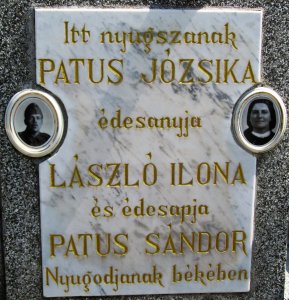 Itt nyugszanak
PATUS JÓZSIKA
édesanyja
LÁSZLÓ ILONA
és édesapja
PATUS SÁNDOR
Nyugodjanak békében